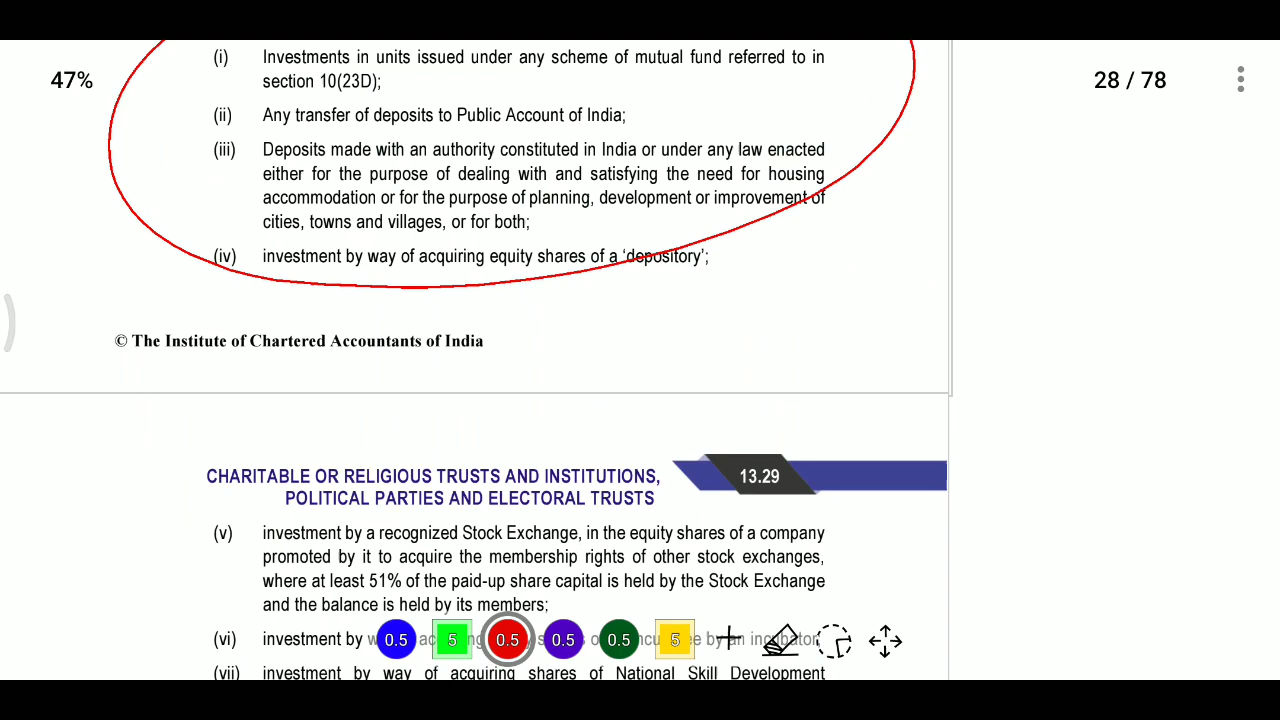 (i) Investments in units issued under any scheme of mutual fund referred to in
47%
28 / 78
section 10(23D);
(ii) Any transfer of deposits to Public Account of India;
(iii) Deposits made with an authority constituted in India or under any law enacted
either for the purpose of dealing with and satisfying the need for housing
accommodation or for the purpose of planning, development or improvement of
cities, towns and villages, or for both;
(iv) investment by way of acquiring equity shares of a ‘depository’;
© The Institute of Chartered Accountants of India
CHARITABLE OR RELIGIOUS TRUSTS AND INSTITUTIONS,
POLITICAL PARTIES AND ELECTORAL TRUSTS
13.29
(v) investment by a recognized Stock Exchange, in the equity shares of a company
promoted by it to acquire the membership rights of other stock exchanges,
where at least 51% of the paid-up share capital is held by the Stock Exchange
and the balance is held by its members;
(vi) investment by by an incubator;
0.5 5 0.5 0.5 0.5 5
(vii) investment by way of acquiring shares of National Skill Development